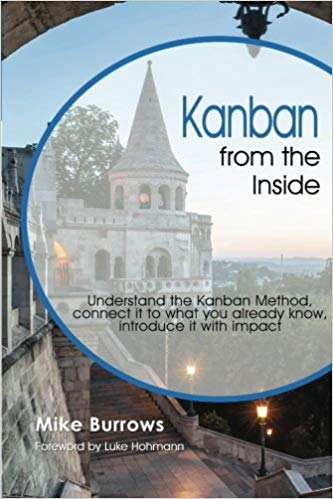 Kanban
from the
Inside
Understand the Kanban Method,
connect it to what you already know,
introduce it with impact
Mike Burrows
Foreword by Luke Hohmann